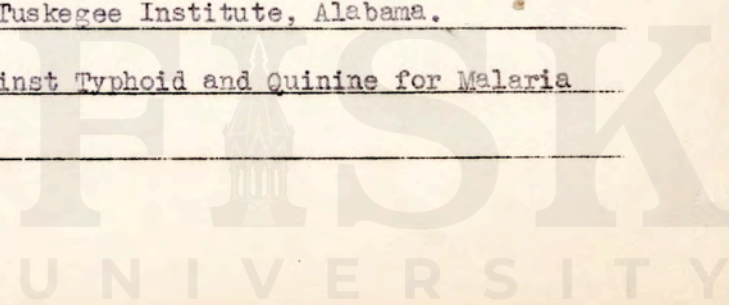 Tuskegee Institute, Alabama.
inst Typhoid and Quinine for Malaria
FISK
UNIVERSITY